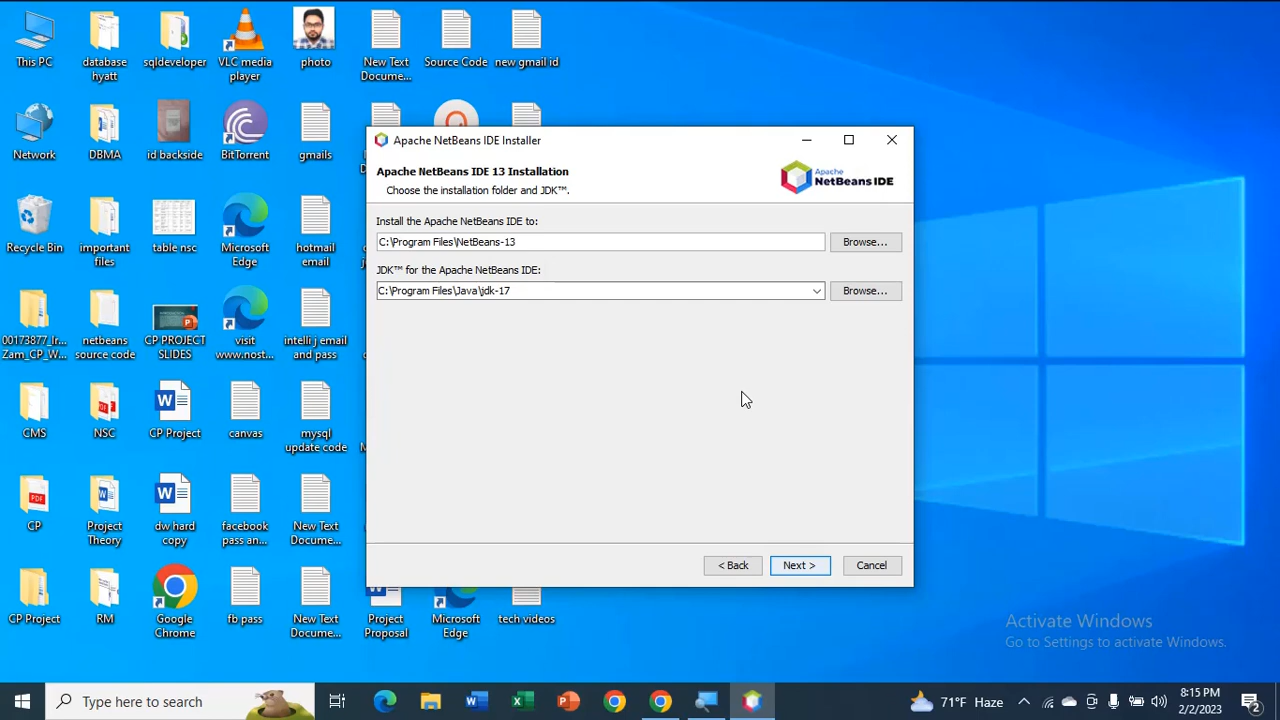 This PC
database hyatt
sqldeveloper
VLC media player
photo
New Text Docume...
Source Code
new gmail id
Network
DBMA
id backside
BitTorrent
gmails
Recycle Bin
important files
table nsc
Microsoft Edge
hotmail email
00173877_Ir... Zam_CP_W...
netbeans source code
CP PROJECT SLIDES
visit www.nost...
intelli j email and pass
CMS
NSC
CP Project
canvas
mysql update code
CP
Project Theory
dw hard copy
facebook pass an...
New Text Docume...
CP Project
RM
Google Chrome
fb pass
New Text Docume...
Project Proposal
Microsoft Edge
tech videos
Apache NetBeans IDE Installer
Apache NetBeans IDE 13 Installation
Choose the installation folder and JDK™.
Apache
NetBeans IDE
Install the Apache NetBeans IDE to:
C:\Program Files\NetBeans-13
Browse...
JDK™ for the Apache NetBeans IDE:
C:\Program Files\Java\jdk-17
Browse...
< Back
Next >
Cancel
Activate Windows
Go to Settings to activate Windows.
Type here to search
71°F Haze
8:15 PM
2/2/2023
2